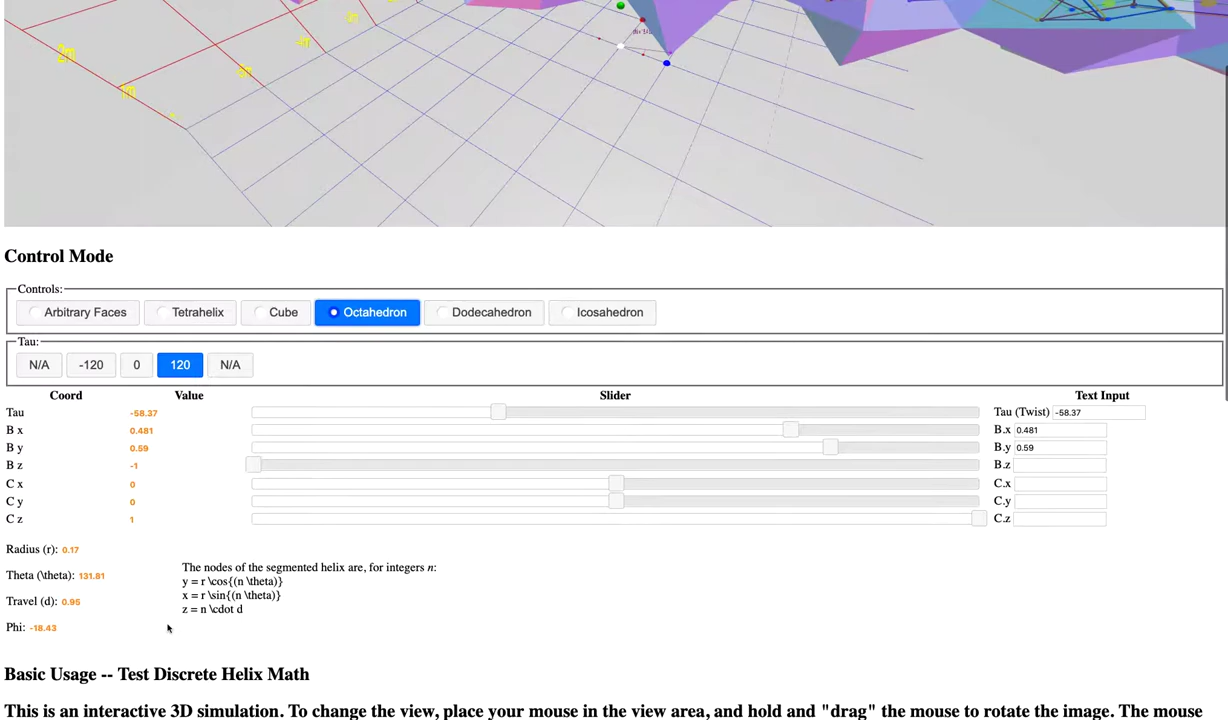 2m
1m
Control Mode
Controls:
Arbitrary Faces Tetrahelix Cube Octahedron Dodecahedron Icosahedron
Tau:
N/A -120 0 120 N/A
Coord Value Slider Text Input
Tau -58.37 Tau (Twist) -58.37
B x 0.481 B.x 0.481
B y 0.59 B.y 0.59
B z -1 B.z
C x 0 C.x
C y 0 C.y
C z 1 C.z
Radius (r): 0.17
Theta (\theta): 131.81
Travel (d): 0.95
Phi: -18.43
The nodes of the segmented helix are, for integers n:
y = r \cos{(n \theta)}
x = r \sin{(n \theta)}
z = n \cdot d
Basic Usage -- Test Discrete Helix Math
This is an interactive 3D simulation. To change the view, place your mouse in the view area, and hold and "drag" the mouse to rotate the image. The mouse